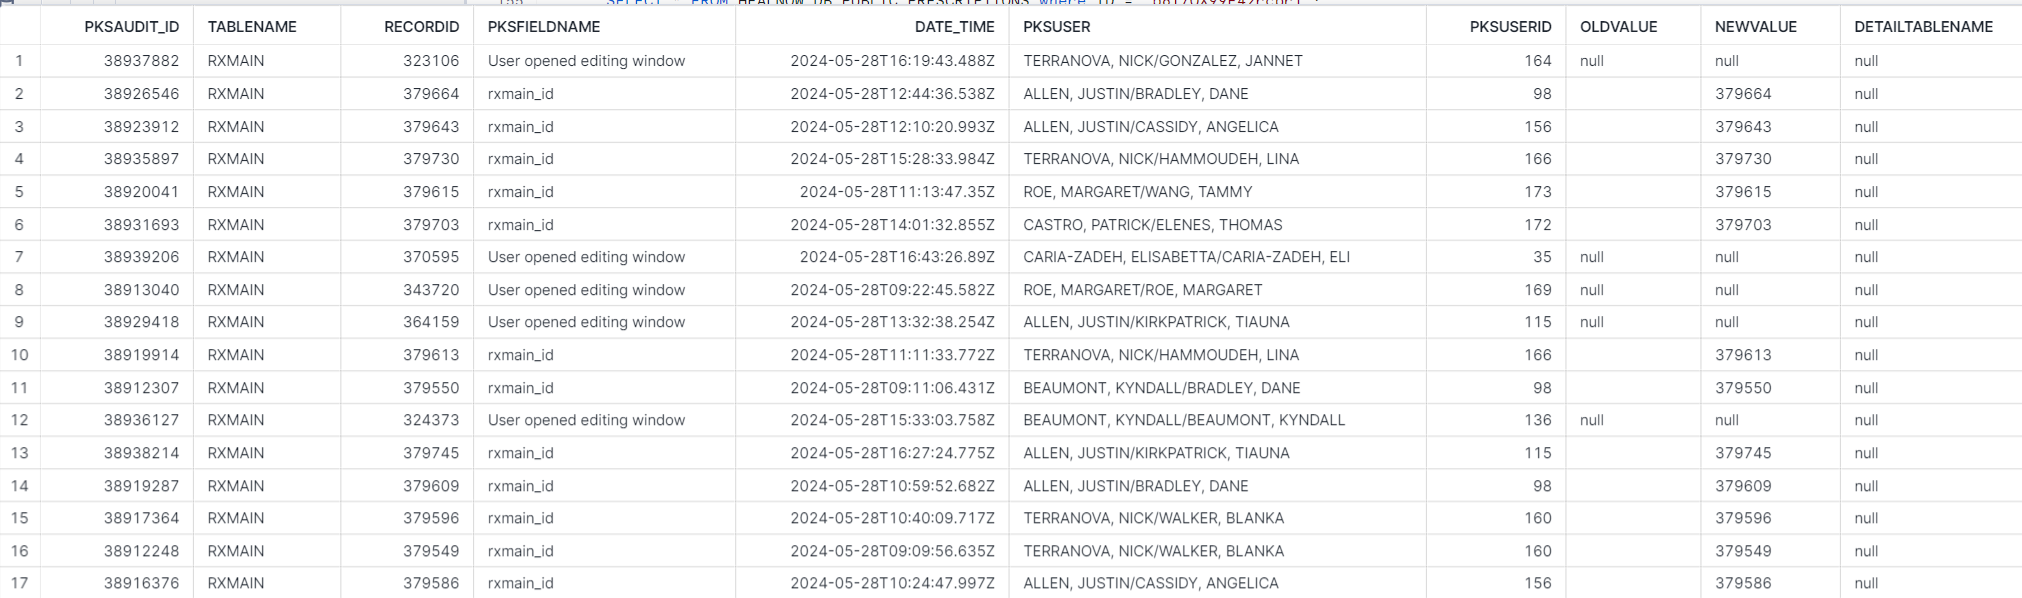 155 SELECT * FROM HEALNOW_DB.PUBLIC.PRESCRIPTIONS where ID =
PKSAUDIT_ID TABLENAME RECORDID PKSFIELDNAME DATE_TIME PKSUSER PKSUSERID OLDVALUE NEWVALUE DETAILTABLENAME
1 38937882 RXMAIN 323106 User opened editing window 2024-05-28T16:19:43.488Z TERRANOVA, NICK/GONZALEZ, JANNET 164 null null null
2 38926546 RXMAIN 379664 rxmain_id 2024-05-28T12:44:36.538Z ALLEN, JUSTIN/BRADLEY, DANE 98 379664 null
3 38923912 RXMAIN 379643 rxmain_id 2024-05-28T12:10:20.993Z ALLEN, JUSTIN/CASSIDY, ANGELICA 156 379643 null
4 38935897 RXMAIN 379730 rxmain_id 2024-05-28T15:28:33.984Z TERRANOVA, NICK/HAMMOUDEH, LINA 166 379730 null
5 38920041 RXMAIN 379615 rxmain_id 2024-05-28T11:13:47.35Z ROE, MARGARET/WANG, TAMMY 173 379615 null
6 38931693 RXMAIN 379703 rxmain_id 2024-05-28T14:01:32.855Z CASTRO, PATRICK/ELENES, THOMAS 172 379703 null
7 38939206 RXMAIN 370595 User opened editing window 2024-05-28T16:43:26.89Z CARIA-ZADEH, ELISABETTA/CARIA-ZADEH, ELI 35 null null null
8 38913040 RXMAIN 343720 User opened editing window 2024-05-28T09:22:45.582Z ROE, MARGARET/ROE, MARGARET 169 null null null
9 38929418 RXMAIN 364159 User opened editing window 2024-05-28T13:32:38.254Z ALLEN, JUSTIN/KIRKPATRICK, TIAUNA 115 null null null
10 38919914 RXMAIN 379613 rxmain_id 2024-05-28T11:11:33.772Z TERRANOVA, NICK/HAMMOUDEH, LINA 166 379613 null
11 38912307 RXMAIN 379550 rxmain_id 2024-05-28T09:11:06.431Z BEAUMONT, KYNDALL/BRADLEY, DANE 98 379550 null
12 38936127 RXMAIN 324373 User opened editing window 2024-05-28T15:33:03.758Z BEAUMONT, KYNDALL/BEAUMONT, KYNDALL 136 null null null
13 38938214 RXMAIN 379745 rxmain_id 2024-05-28T16:27:24.775Z ALLEN, JUSTIN/KIRKPATRICK, TIAUNA 115 379745 null
14 38919287 RXMAIN 379609 rxmain_id 2024-05-28T10:59:52.682Z ALLEN, JUSTIN/BRADLEY, DANE 98 379609 null
15 38917364 RXMAIN 379596 rxmain_id 2024-05-28T10:40:09.717Z TERRANOVA, NICK/WALKER, BLANKA 160 379596 null
16 38912248 RXMAIN 379549 rxmain_id 2024-05-28T09:09:56.635Z TERRANOVA, NICK/WALKER, BLANKA 160 379549 null
17 38916376 RXMAIN 379586 rxmain_id 2024-05-28T10:24:47.997Z ALLEN, JUSTIN/CASSIDY, ANGELICA 156 379586 null